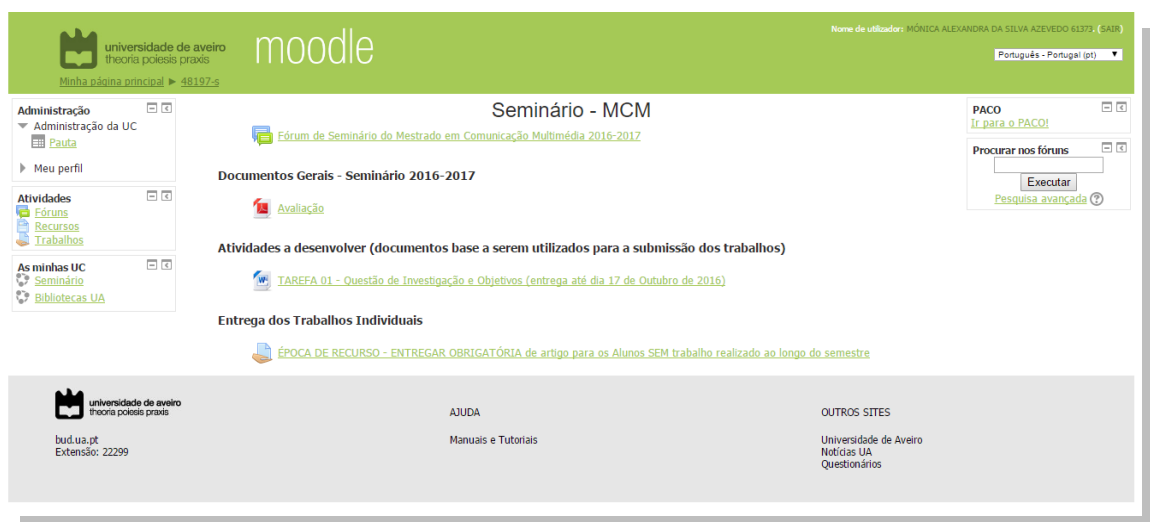 universidade de aveiro
theoria poiesis praxis
moodle
Nome de utilizador: MÓNICA ALEXANDRA DA SILVA AZEVEDO 61373. (SAIR)
Português - Portugal (pt)
Minha página principal ► 48197-s
Administração
Administração da UC
Pauta
Meu perfil
Atividades
Fóruns
Recursos
Trabalhos
As minhas UC
Seminário
Bibliotecas UA
Seminário - MCM
Fórum de Seminário do Mestrado em Comunicação Multimédia 2016-2017
Documentos Gerais - Seminário 2016-2017
Avaliação
Atividades a desenvolver (documentos base a serem utilizados para a submissão dos trabalhos)
TAREFA 01 - Questão de Investigação e Objetivos (entrega até dia 17 de Outubro de 2016)
Entrega dos Trabalhos Individuais
ÉPOCA DE RECURSO - ENTREGAR OBRIGATÓRIA de artigo para os Alunos SEM trabalho realizado ao longo do semestre
PACO
Ir para o PACO!
Procurar nos fóruns
Executar
Pesquisa avançada
universidade de aveiro
theoria poiesis praxis
bud.ua.pt
Extensão: 22299
AJUDA
Manuais e Tutoriais
OUTROS SITES
Universidade de Aveiro
Notícias UA
Questionários